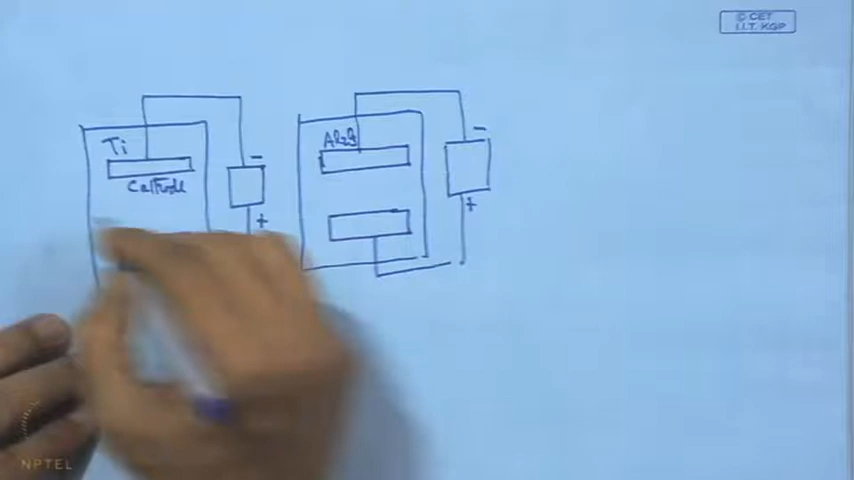 © CET
I.I.T. KGP
Ti
Cathode
-
+
Al2O3
-
+
NPTEL